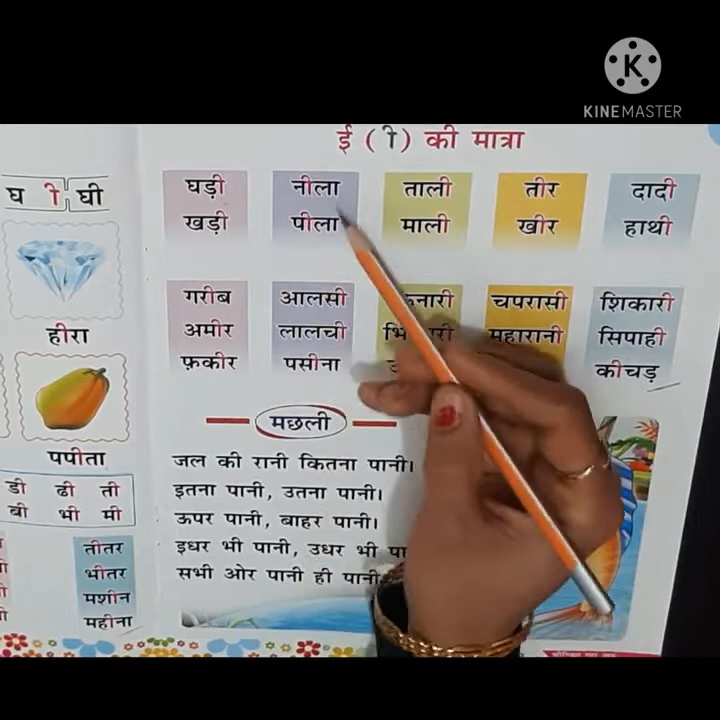 K
KINEMASTER
ई ( ी ) की मात्रा
घ ी घी
हीरा
पपीता
डी ढी ती
बी भी मी
तीतर
भीतर
मशीन
महीना
घड़ी नीला ताली तीर दादी
खड़ी पीला माली खीर हाथी
गरीब आलसी चपरासी शिकारी
अमीर लालची महारानी सिपाही
फ़कीर पसीना कीचड़
मछली
जल की रानी कितना पानी।
इतना पानी, उतना पानी।
ऊपर पानी, बाहर पानी।
इधर भी पानी, उधर भी
सभी ओर पानी ही पानी